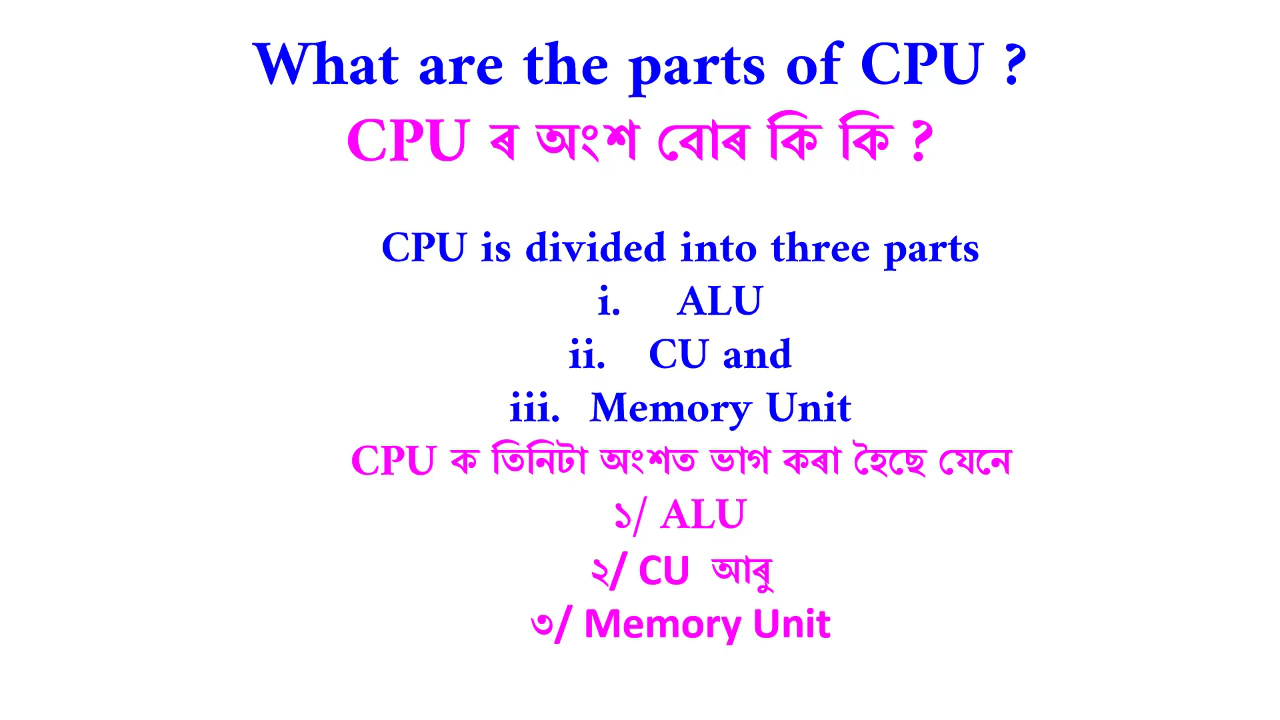 What are the parts of CPU ?
CPU ৰ অংশ বোৰ কি কি ?
CPU is divided into three parts
i. ALU
ii. CU and
iii. Memory Unit
CPU ক তিনিটা অংশত ভাগ কৰা হৈছে যেনে
১/ ALU
২/ CU আৰু
৩/ Memory Unit